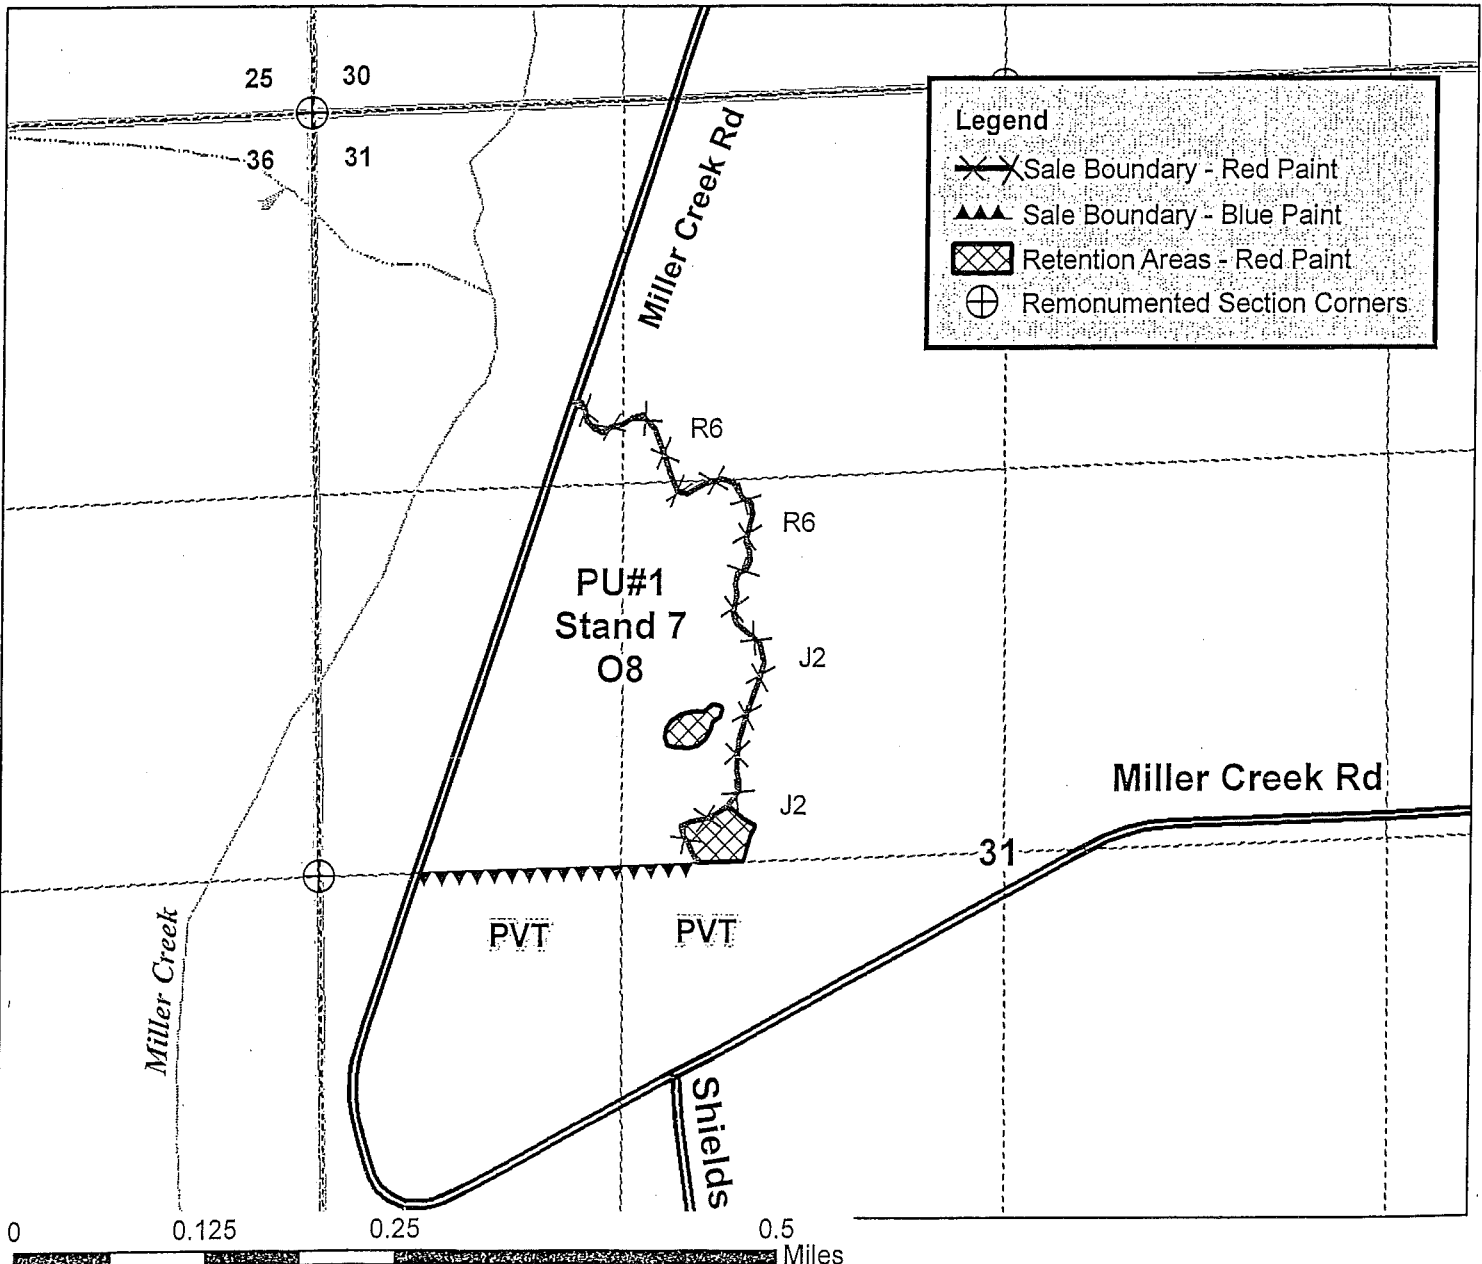 25 30
36 31
Miller Creek Rd
Legend
Sale Boundary - Red Paint
Sale Boundary - Blue Paint
Retention Areas - Red Paint
Remonumented Section Corners
R6
R6
PU#1
Stand 7
O8
J2
J2
Miller Creek Rd
31
PVT PVT
Miller Creek
Shields
0 0.125 0.25 0.5
Miles